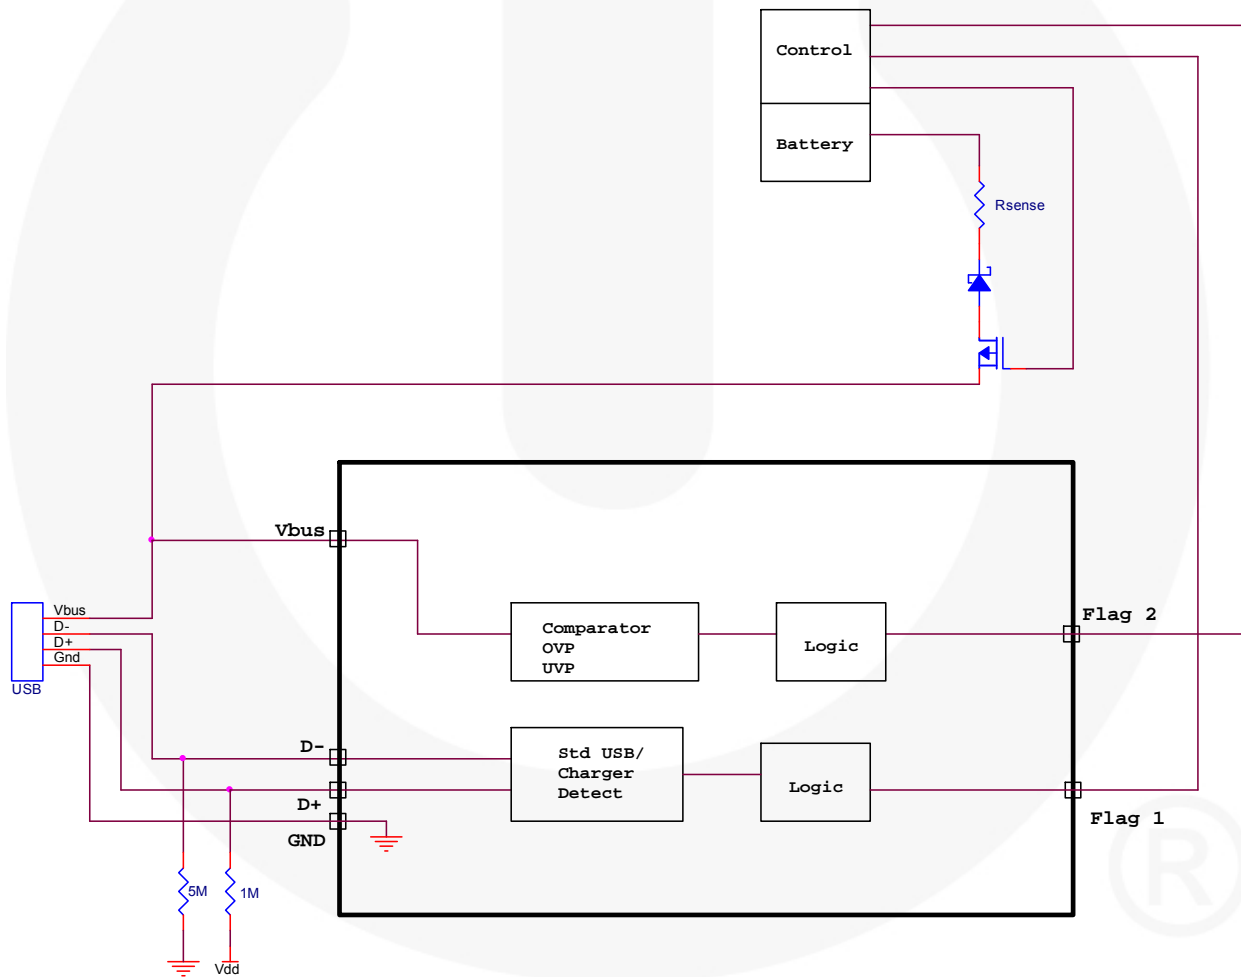 Control
Battery
Rsense
Vbus
Vbus
D-
D+
Gnd
USB
Comparator
OVP
UVP
Logic
Flag 2
D-
D+
GND
Std USB/
Charger
Detect
Logic
Flag 1
5M
1M
Vdd
®